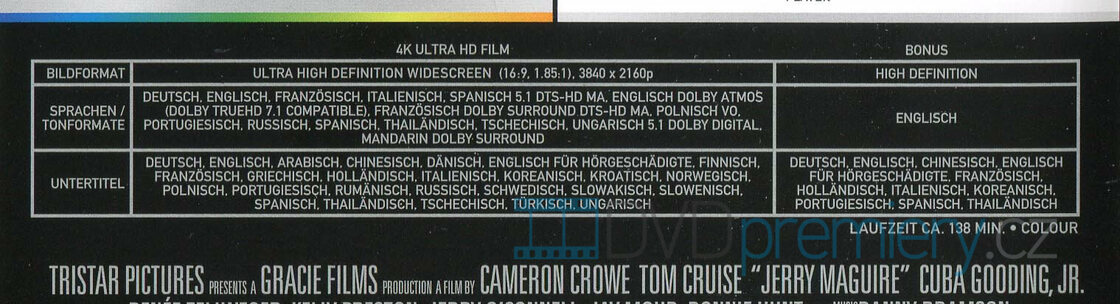 4K ULTRA HD FILM BONUS
BILDFORMAT ULTRA HIGH DEFINITION WIDESCREEN (16:9, 1.85:1), 3840 x 2160p HIGH DEFINITION
SPRACHEN / TONFORMATE
DEUTSCH, ENGLISCH, FRANZÖSISCH, ITALIENISCH, SPANISCH 5.1 DTS-HD MA, ENGLISCH DOLBY ATMOS
(DOLBY TRUEHD 7.1 COMPATIBLE), FRANZÖSISCH DOLBY SURROUND DTS-HD MA, POLNISCH VO,
PORTUGIESISCH, RUSSISCH, SPANISCH, THAILÄNDISCH, TSCHECHISCH, UNGARISCH 5.1 DOLBY DIGITAL,
MANDARIN DOLBY SURROUND
ENGLISCH
UNTERTITEL
DEUTSCH, ENGLISCH, ARABISCH, CHINESISCH, DÄNISCH, ENGLISCH FÜR HÖRGESCHÄDIGTE, FINNISCH,
FRANZÖSISCH, GRIECHISCH, HOLLÄNDISCH, ITALIENISCH, KOREANISCH, KROATISCH, NORWEGISCH,
POLNISCH, PORTUGIESISCH, RUMÄNISCH, RUSSISCH, SCHWEDISCH, SLOWAKISCH, SLOWENISCH,
SPANISCH, THAILÄNDISCH, TSCHECHISCH, TÜRKISCH, UNGARISCH
DEUTSCH, ENGLISCH, CHINESISCH, ENGLISCH
FÜR HÖRGESCHÄDIGTE, FRANZÖSISCH,
HOLLÄNDISCH, ITALIENISCH, KOREANISCH,
PORTUGIESISCH, SPANISCH, THAILÄNDISCH
LAUFZEIT CA. 138 MIN. • COLOUR
DVDpremiery.cz
TRISTAR PICTURES PRESENTS A GRACIE FILMS PRODUCTION A FILM BY CAMERON CROWE TOM CRUISE "JERRY MAGUIRE" CUBA GOODING, JR.